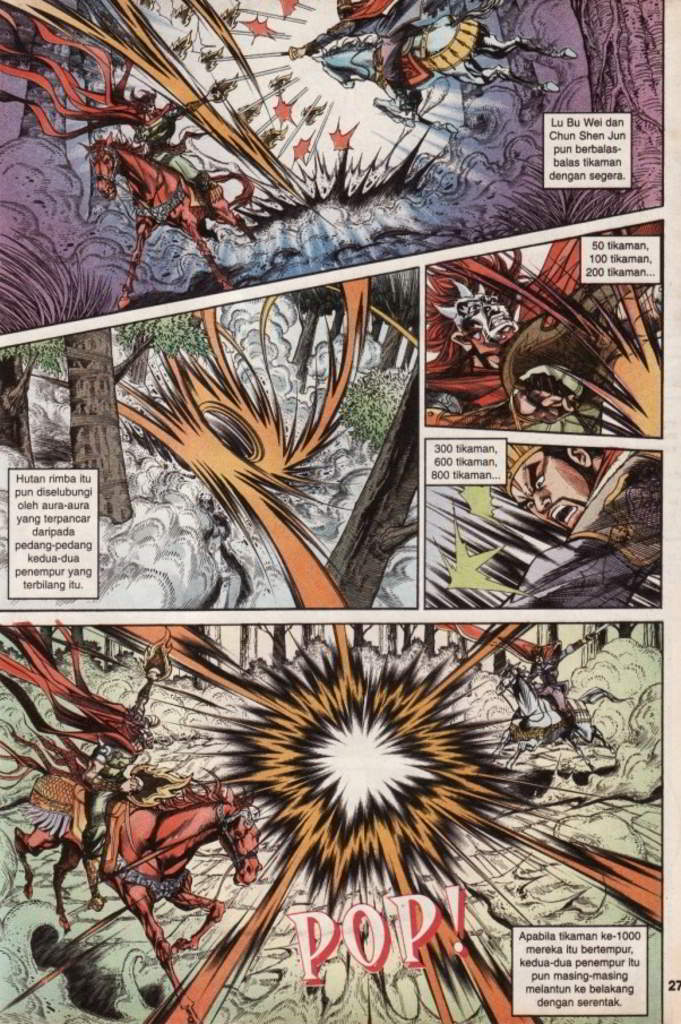 Lu Bu Wei dan
Chun Shen Jun
pun berbalas-
balas tikaman
dengan segera.
50 tikaman,
100 tikaman,
200 tikaman...
Hutan rimba itu
pun diselubungi
oleh aura-aura
yang terpancar
daripada
pedang-pedang
kedua-dua
penempur yang
terbilang itu.
300 tikaman,
600 tikaman,
800 tikaman...
POP!
Apabila tikaman ke-1000
mereka itu bertempur,
kedua-dua penempur itu
pun masing-masing
melantun ke belakang
dengan serentak.
27